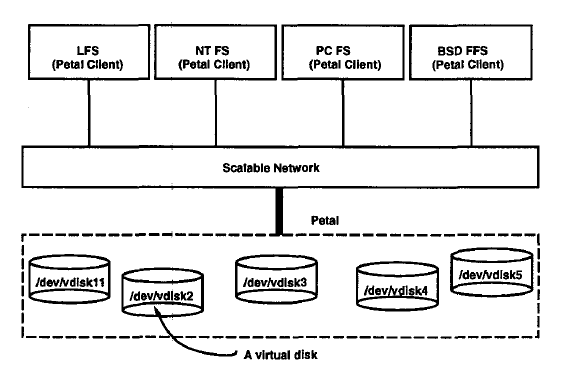 LFS
(Petal Client)
NT FS
(Petal Client)
PC FS
(Petal Client)
BSD FFS
(Petal Client)
Scalable Network
Petal
/dev/vdisk11
/dev/vdisk2
/dev/vdisk3
/dev/vdisk4
/dev/vdisk5
A virtual disk